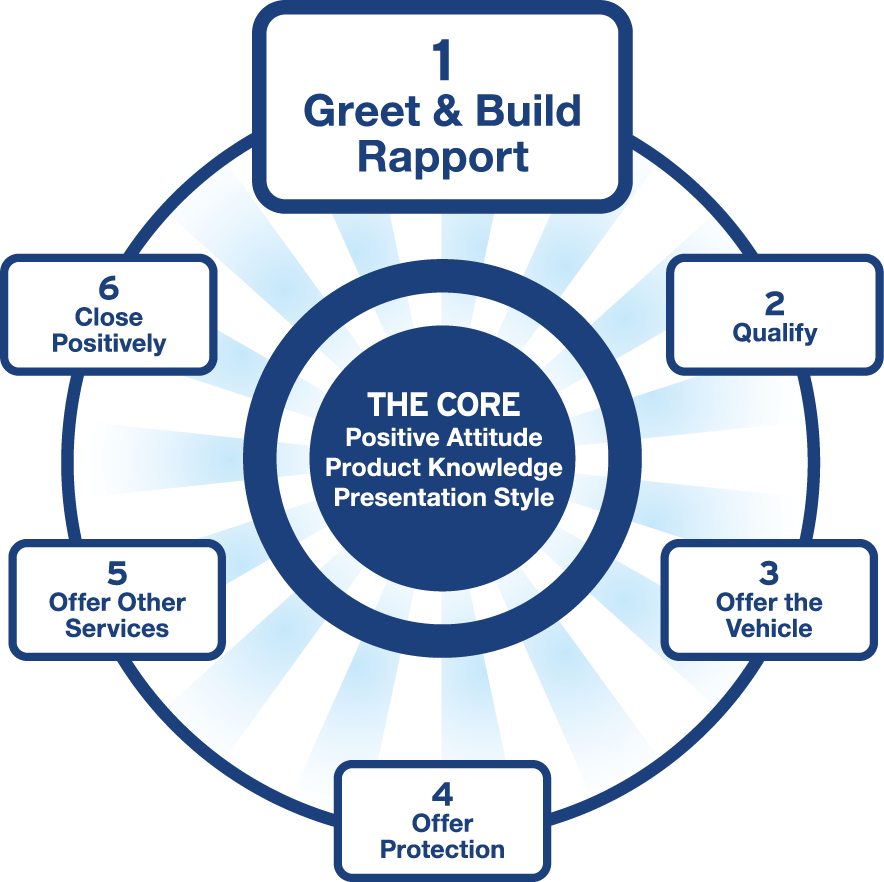 1
Greet & Build
Rapport
2
Qualify
3
Offer the
Vehicle
4
Offer
Protection
5
Offer Other
Services
6
Close
Positively
THE CORE
Positive Attitude
Product Knowledge
Presentation Style